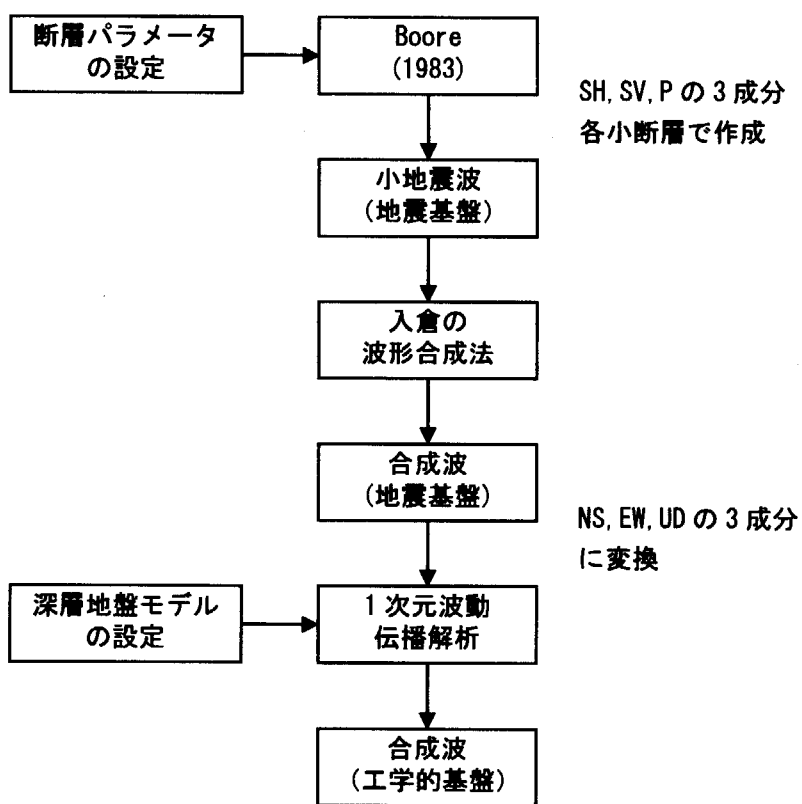 断層パラメータ
の設定
Boore
(1983)
SH, SV, Pの3成分
各小断層で作成
小地震波
(地震基盤)
入倉の
波形合成法
合成波
(地震基盤)
NS, EW, UDの3成分
に変換
深層地盤モデル
の設定
1次元波動
伝播解析
合成波
(工学的基盤)